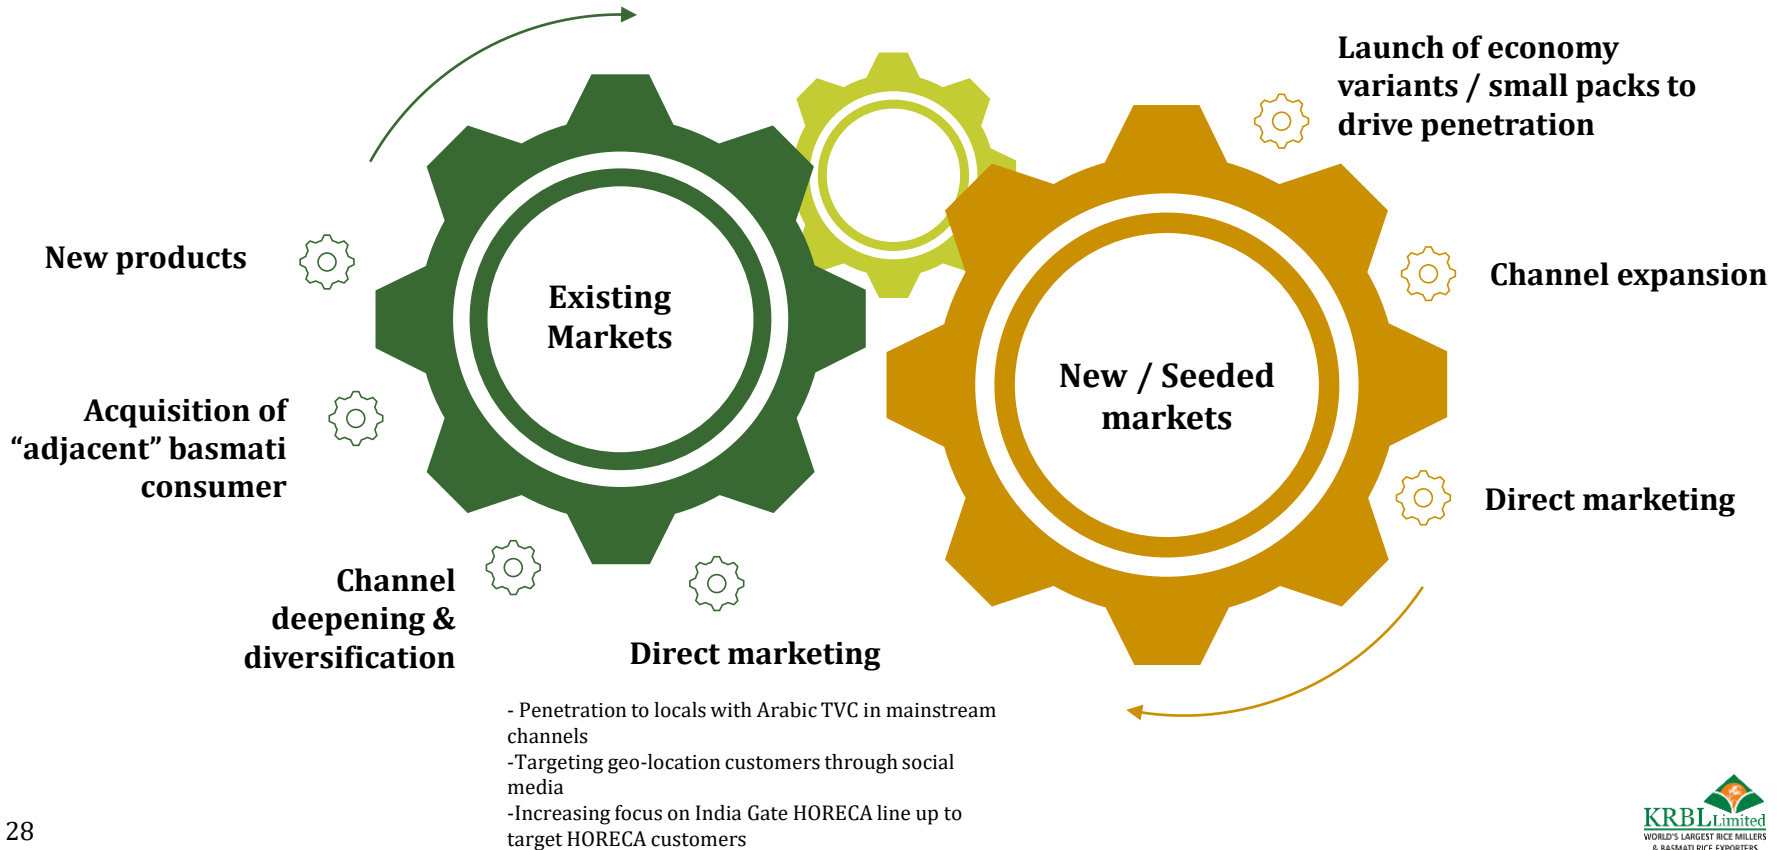 Launch of economy
variants / small packs to
drive penetration
New products
Existing
Markets
Channel expansion
New / Seeded
markets
Acquisition of
“adjacent” basmati
consumer
Direct marketing
Channel
deepening &
diversification
Direct marketing
- Penetration to locals with Arabic TVC in mainstream
channels
-Targeting geo-location customers through social
media
-Increasing focus on India Gate HORECA line up to
target HORECA customers
28
KRBL Limited
WORLD'S LARGEST RICE MILLERS
& BASMATI RICE EXPORTERS